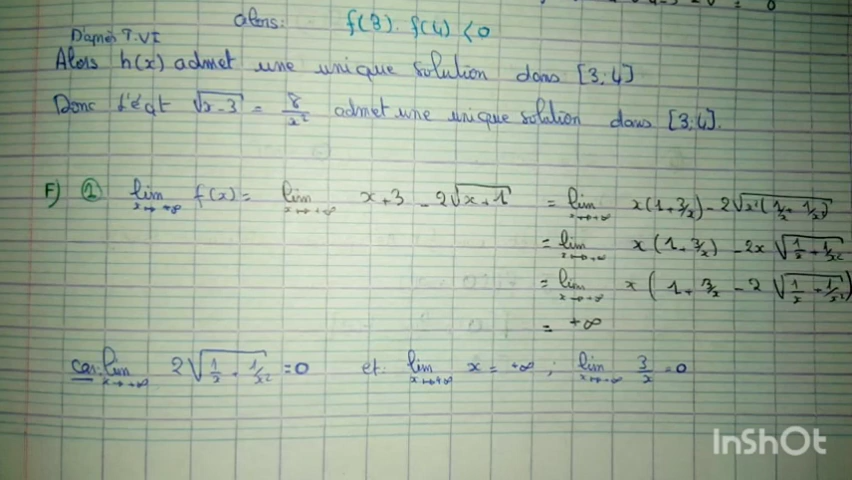 alors: f(3). f(4) < 0
D'après T.V.I
Alors h(x) admet une unique solution dans [3;4]
Donc l'éqt √(x-3) = 8/x² admet une unique solution dans [3;4].
F) ② lim x→+∞ f(x) = lim x→+∞ x+3 - 2√(x+1) = lim x→+∞ x(1+3/x) - 2√(x²(1/x + 1/x²))
= lim x→+∞ x(1+3/x) - 2x √(1/x + 1/x²)
= lim x→+∞ x(1+3/x - 2√(1/x + 1/x²))
= +∞
car: lim x→+∞ 2√(1/x + 1/x²) = 0 et lim x→+∞ x = +∞ ; lim x→+∞ 3/x = 0
InShOt